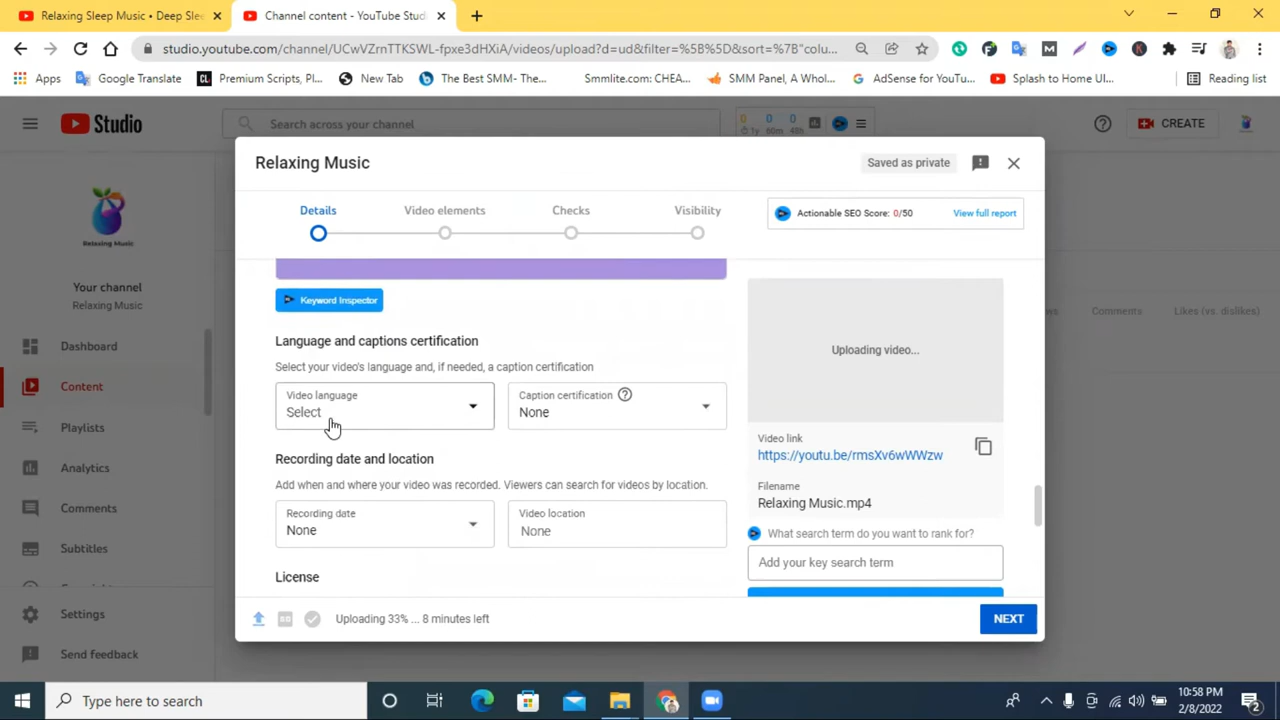 Relaxing Sleep Music • Deep Sle
Channel content - YouTube Stud
studio.youtube.com/channel/UCWVZrnTTKSWL-fpxe3dHXiA/videos/upload?d=ud&filter=%5B%5D&sort=%7B"colu...
Apps
Google Translate
Premium Scripts, Pl...
New Tab
The Best SMM- The...
Smmlite.com: CHEA...
SMM Panel, A Whol...
AdSense for YouTu...
Splash to Home UI...
Reading list
Studio
Search across your channel
0 0 0
1y 60m 48h
CREATE
Relaxing Music
Saved as private
Details
Video elements
Checks
Visibility
Actionable SEO Score: 0/50
View full report
Relaxing Music
Your channel
Relaxing Music
Dashboard
Content
Playlists
Analytics
Comments
Subtitles
Settings
Send feedback
Keyword Inspector
Language and captions certification
Select your video's language and, if needed, a caption certification
Video language
Select
Caption certification
None
Recording date and location
Add when and where your video was recorded. Viewers can search for videos by location.
Recording date
None
Video location
None
License
Uploading video...
Video link
https://youtu.be/rmsXv6wWWzw
Filename
Relaxing Music.mp4
What search term do you want to rank for?
Add your key search term
Comments
Likes (vs. dislikes)
Uploading 33% ... 8 minutes left
NEXT
Type here to search
10:58 PM
2/8/2022
2